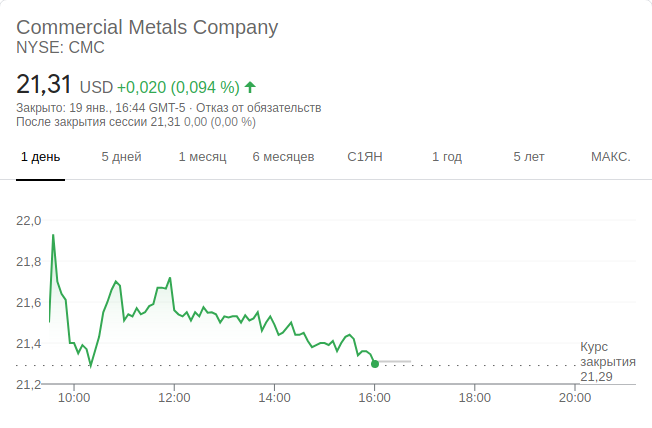 Commercial Metals Company
NYSE: CMC
21,31 USD +0,020 (0,094 %)
Закрыто: 19 янв., 16:44 GMT-5 · Отказ от обязательств
После закрытия сессии 21,31 0,00 (0,00 %)
1 день 5 дней 1 месяц 6 месяцев С1ЯН 1 год 5 лет МАКС.
22,0
21,8
21,6
21,4
Курс
закрытия
21,29
21,2
10:00 12:00 14:00 16:00 18:00 20:00